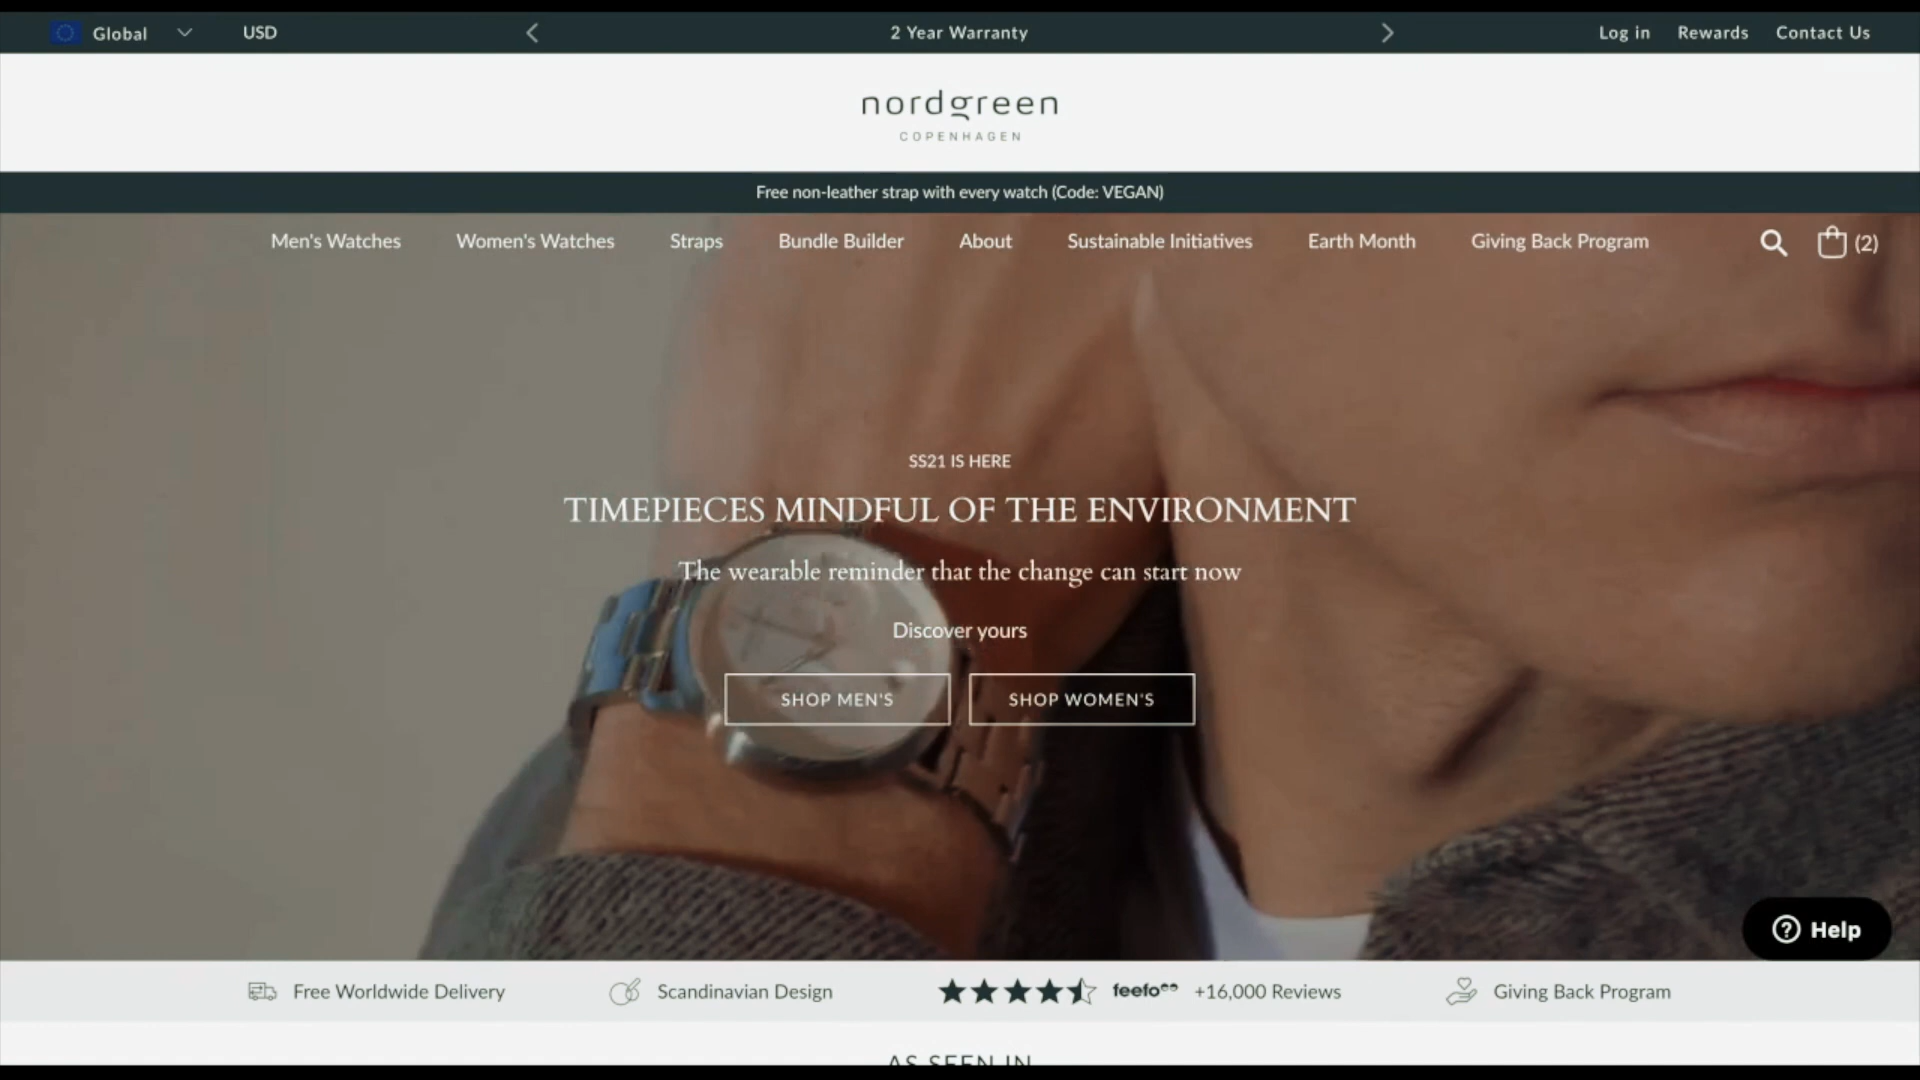 Global USD 2 Year Warranty Log in Rewards Contact Us
nordgreen
COPENHAGEN
Free non-leather strap with every watch (Code: VEGAN)
Men's Watches Women's Watches Straps Bundle Builder About Sustainable Initiatives Earth Month Giving Back Program (2)
SS21 IS HERE
TIMEPIECES MINDFUL OF THE ENVIRONMENT
The wearable reminder that the change can start now
Discover yours
SHOP MEN'S SHOP WOMEN'S
Help
Free Worldwide Delivery Scandinavian Design feefo +16,000 Reviews Giving Back Program
AS SEEN IN